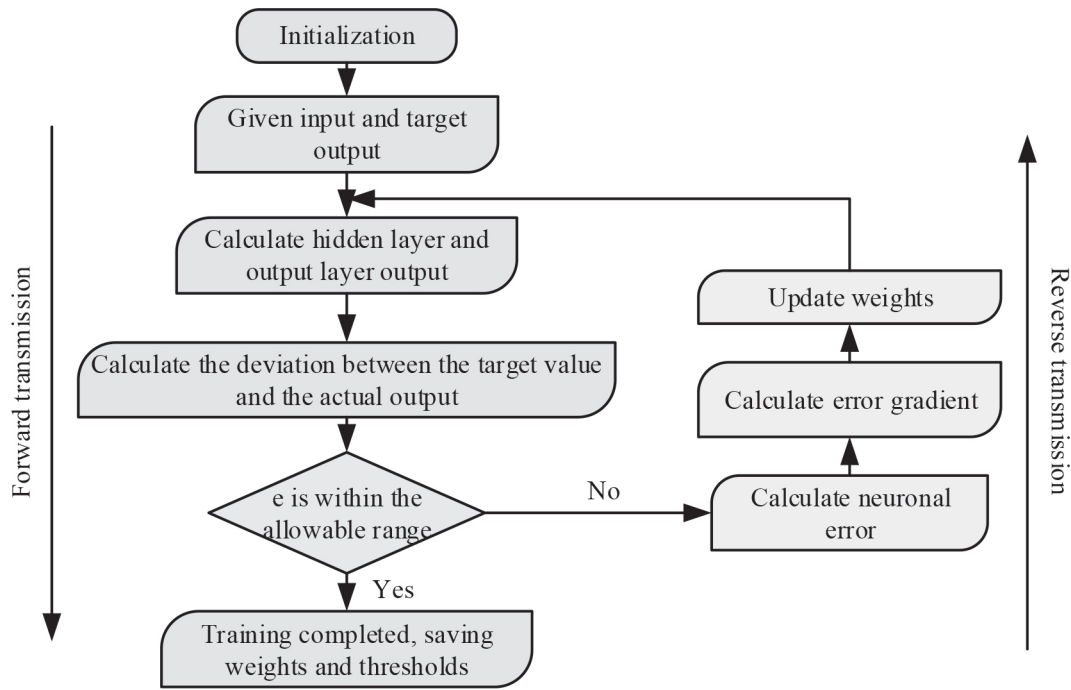 Initialization
Given input and target
output
Calculate hidden layer and
output layer output
Calculate the deviation between the target value
and the actual output
e is within the
allowable range
No
Yes
Training completed, saving
weights and thresholds
Calculate neuronal
error
Calculate error gradient
Update weights
Forward transmission
Reverse transmission